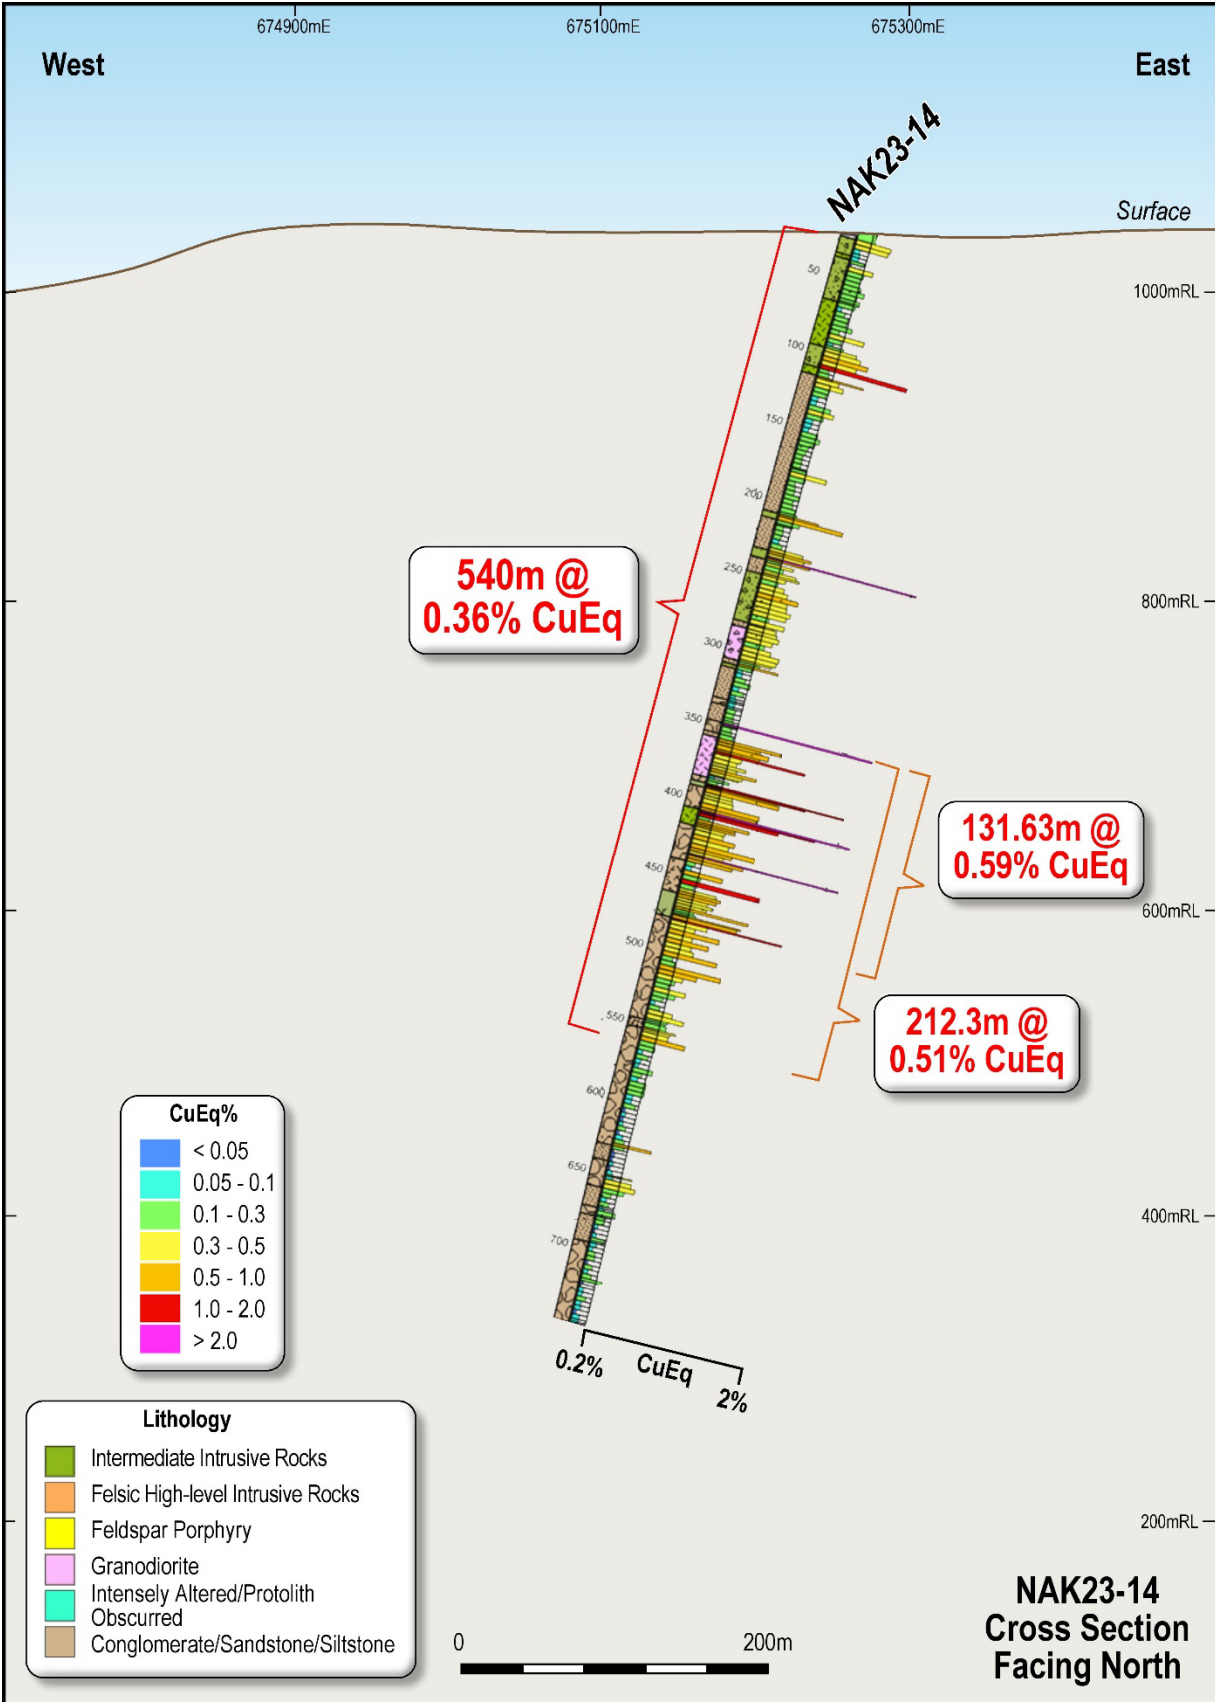 674900mE
675100mE
675300mE
West
East
NAK23-14
Surface
50
1000mRL
100
150
200
540m @
0.36% CuEq
250
800mRL
300
350
400
131.63m @
0.59% CuEq
450
600mRL
500
212.3m @
0.51% CuEq
550
600
CuEq%
< 0.05
0.05 - 0.1
0.1 - 0.3
0.3 - 0.5
0.5 - 1.0
1.0 - 2.0
> 2.0
650
400mRL
700
0.2%
CuEq
2%
Lithology
Intermediate Intrusive Rocks
Felsic High-level Intrusive Rocks
Feldspar Porphyry
Granodiorite
Intensely Altered/Protolith
Obscurred
Conglomerate/Sandstone/Siltstone
200mRL
0
200m
NAK23-14
Cross Section
Facing North